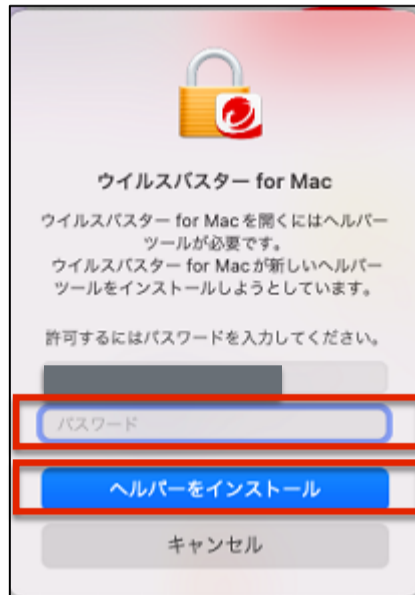 ウイルスバスター for Mac
ウイルスバスター for Macを開くにはヘルパー
ツールが必要です。
ウイルスバスター for Macが新しいヘルパー
ツールをインストールしようとしています。
許可するにはパスワードを入力してください。
パスワード
ヘルパーをインストール
キャンセル